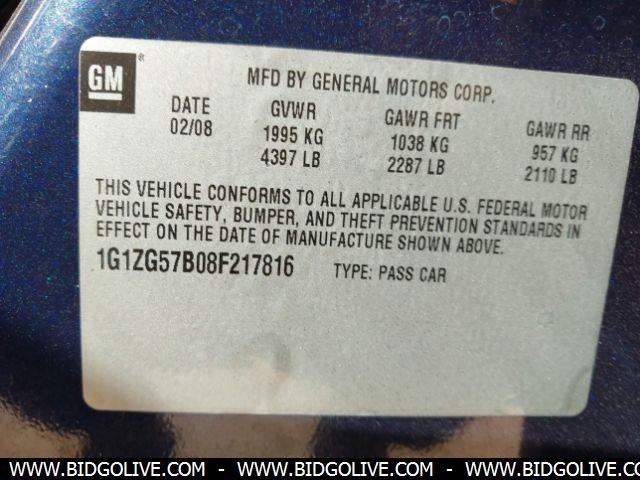 GM ®
MFD BY GENERAL MOTORS CORP.
DATE GVWR GAWR FRT GAWR RR
02/08 1995 KG 1038 KG 957 KG
4397 LB 2287 LB 2110 LB
THIS VEHICLE CONFORMS TO ALL APPLICABLE U.S. FEDERAL MOTOR
VEHICLE SAFETY, BUMPER, AND THEFT PREVENTION STANDARDS IN
EFFECT ON THE DATE OF MANUFACTURE SHOWN ABOVE.
1G1ZG57B08F217816 TYPE: PASS CAR
WWW.BIDGOLIVE.COM - WWW.BIDGOLIVE.COM - WWW.BIDGOLIVE.COM